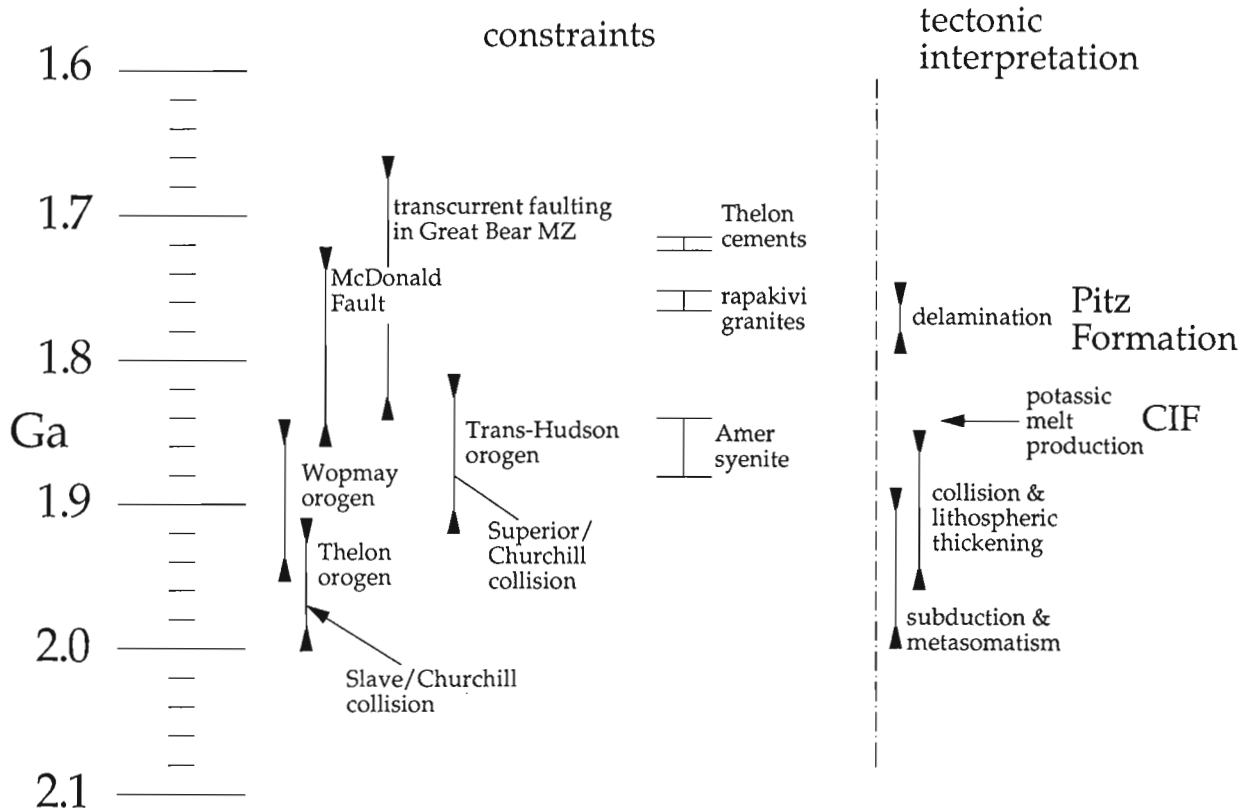 constraints
tectonic
interpretation
1.6
1.7
1.8
Ga
1.9
2.0
2.1
transcurrent faulting
in Great Bear MZ
McDonald
Fault
Wopmay
orogen
Thelon
orogen
Slave/Churchill
collision
Trans-Hudson
orogen
Superior/
Churchill
collision
Thelon
cements
rapakivi
granites
Amer
syenite
delamination
Pitz
Formation
potassic
melt
production
CIF
collision &
lithospheric
thickening
subduction &
metasomatism